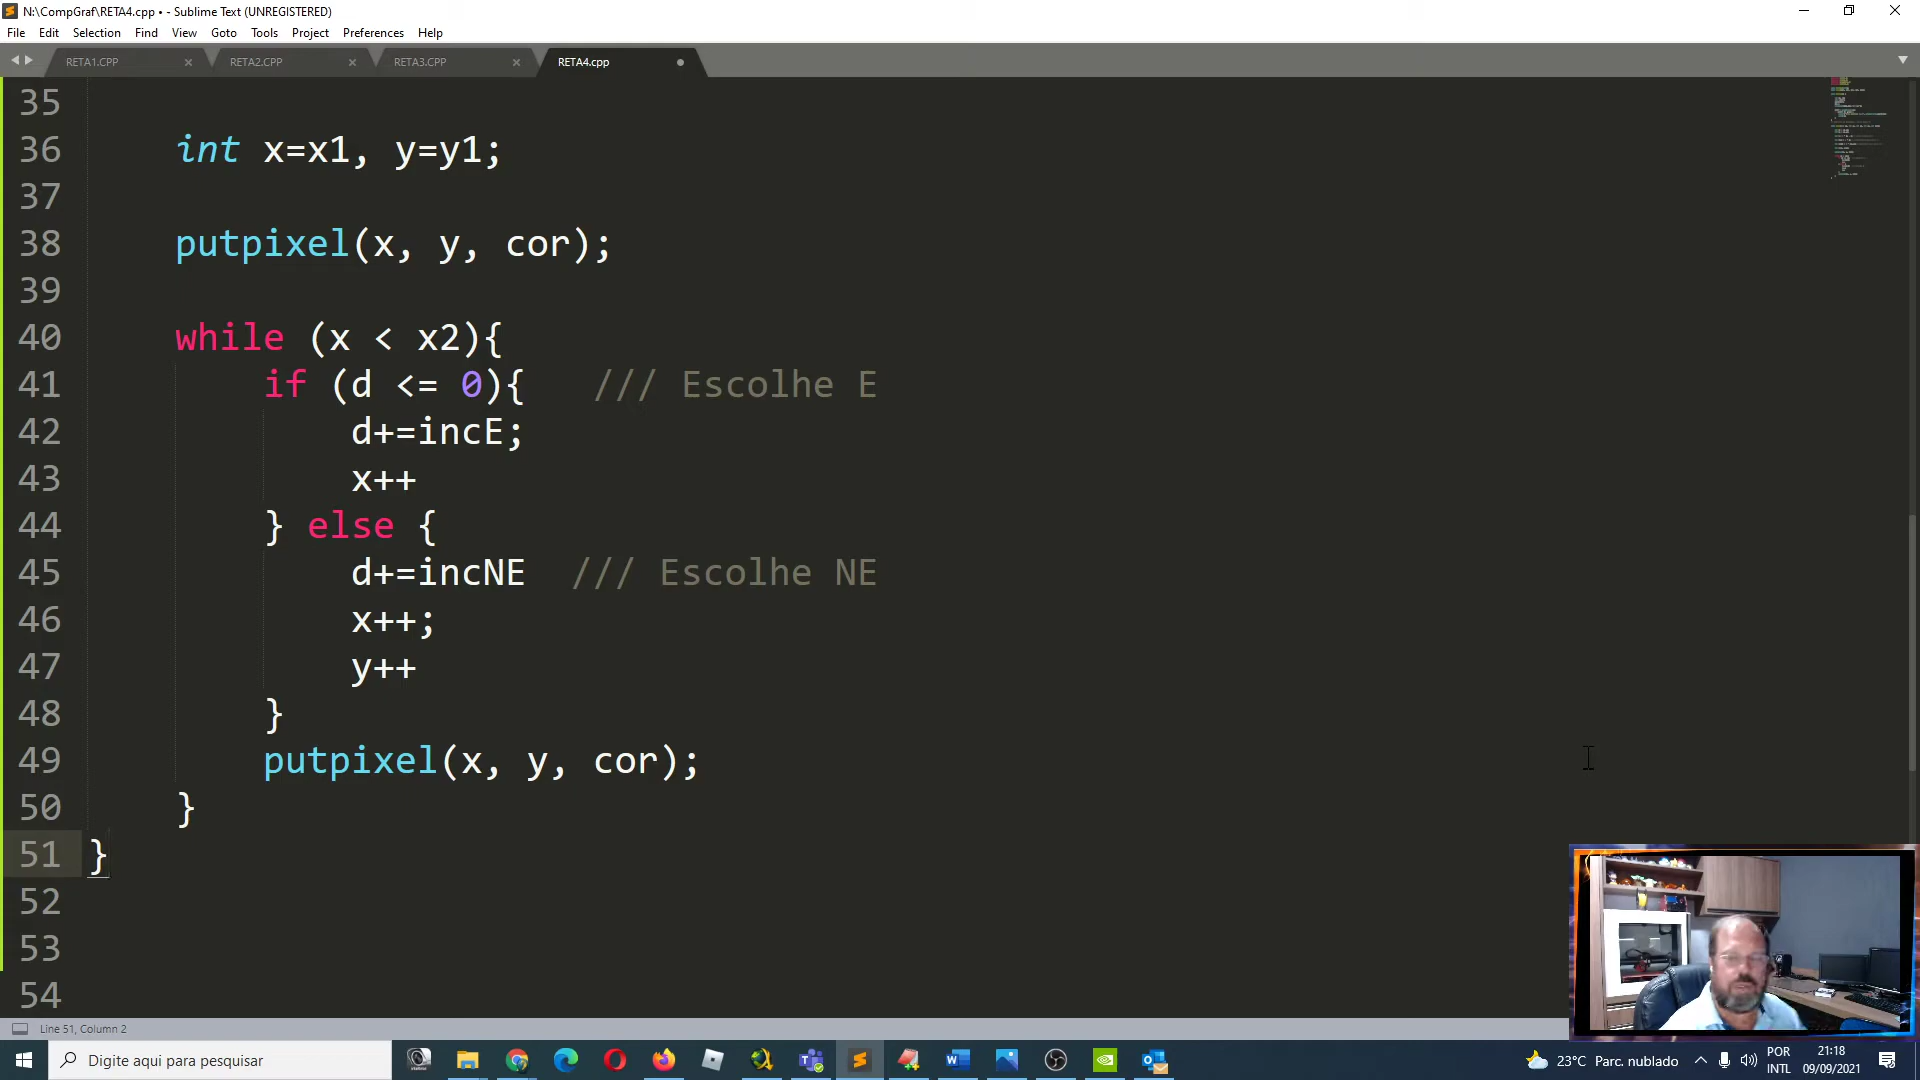 N:\CompGraf\RETA4.cpp • - Sublime Text (UNREGISTERED)
File Edit Selection Find View Goto Tools Project Preferences Help
RETA1.CPP RETA2.CPP RETA3.CPP RETA4.cpp
35
36 int x=x1, y=y1;
37
38 putpixel(x, y, cor);
39
40 while (x < x2){
41 if (d <= 0){ /// Escolhe E
42 d+=incE;
43 x++
44 } else {
45 d+=incNE /// Escolhe NE
46 x++;
47 y++
48 }
49 putpixel(x, y, cor);
50 }
51 }
52
53
54
Line 51, Column 2
Digite aqui para pesquisar
23°C Parc. nublado
POR
INTL
21:18
09/09/2021